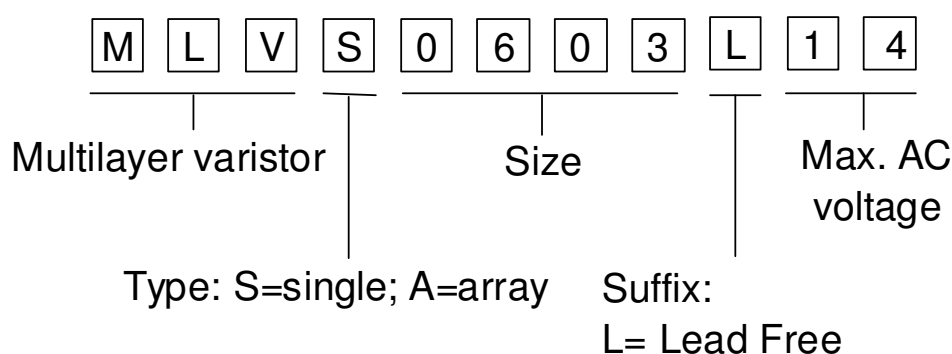 M L V S 0 6 0 3 L 1 4
Multilayer varistor
Size
Max. AC
voltage
Type: S=single; A=array
Suffix:
L= Lead Free